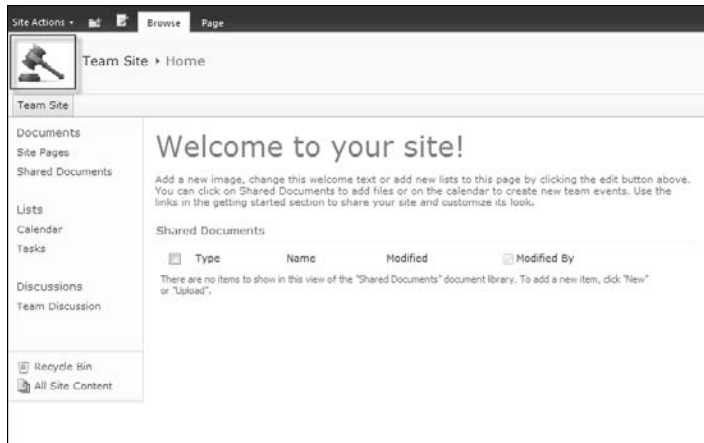 Site Actions Browse Page
Team Site Home
Team Site
Documents
Site Pages
Shared Documents
Lists
Calendar
Tasks
Discussions
Team Discussion
Recycle Bin
All Site Content
Welcome to your site!
Add a new image, change this welcome text or add new lists to this page by clicking the edit button above.
You can click on Shared Documents to add files or on the calendar to create new team events. Use the
links in the getting started section to share your site and customize its look.
Shared Documents
Type Name Modified Modified By
There are no items to show in this view of the "Shared Documents" document library. To add a new item, click "New"
or "Upload".